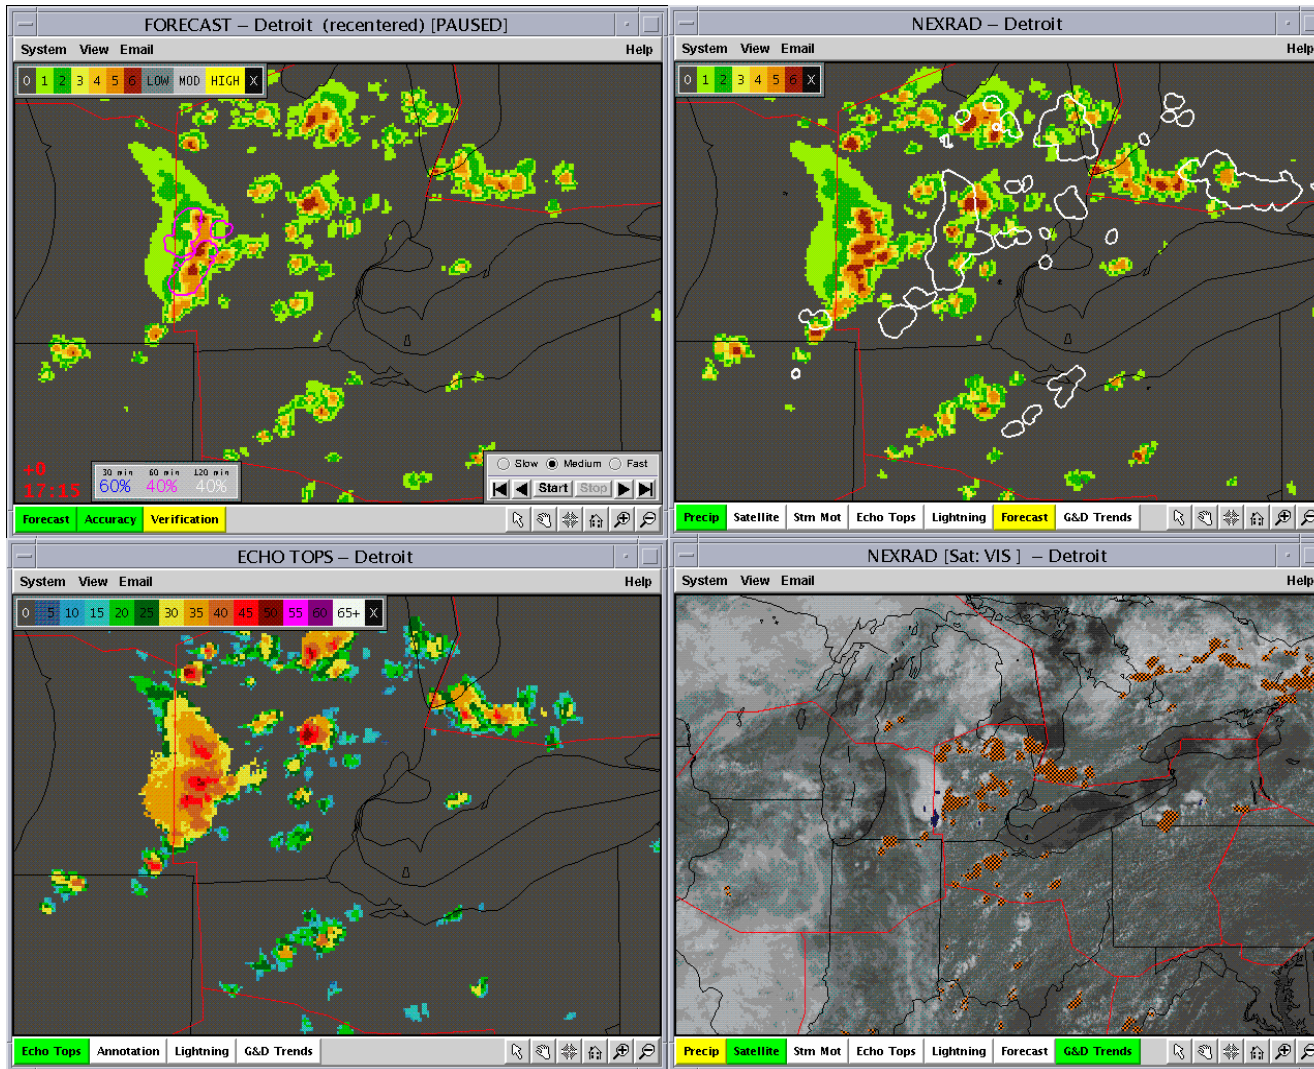 FORECAST – Detroit (recentered) [PAUSED]
System View Email Help
0 1 2 3 4 5 6 LOW MOD HIGH X
+0
17:15
30 min 60 min 120 min
60% 40% 40%
Slow Medium Fast
Start Stop
Forecast Accuracy Verification
NEXRAD – Detroit
System View Email Help
0 1 2 3 4 5 6 X
Precip Satellite Stm Mot Echo Tops Lightning Forecast G&D Trends
ECHO TOPS – Detroit
System View Email Help
0 5 10 15 20 25 30 35 40 45 50 55 60 65+ X
Echo Tops Annotation Lightning G&D Trends
NEXRAD [Sat: VIS ] – Detroit
System View Email Help
Precip Satellite Stm Mot Echo Tops Lightning Forecast G&D Trends